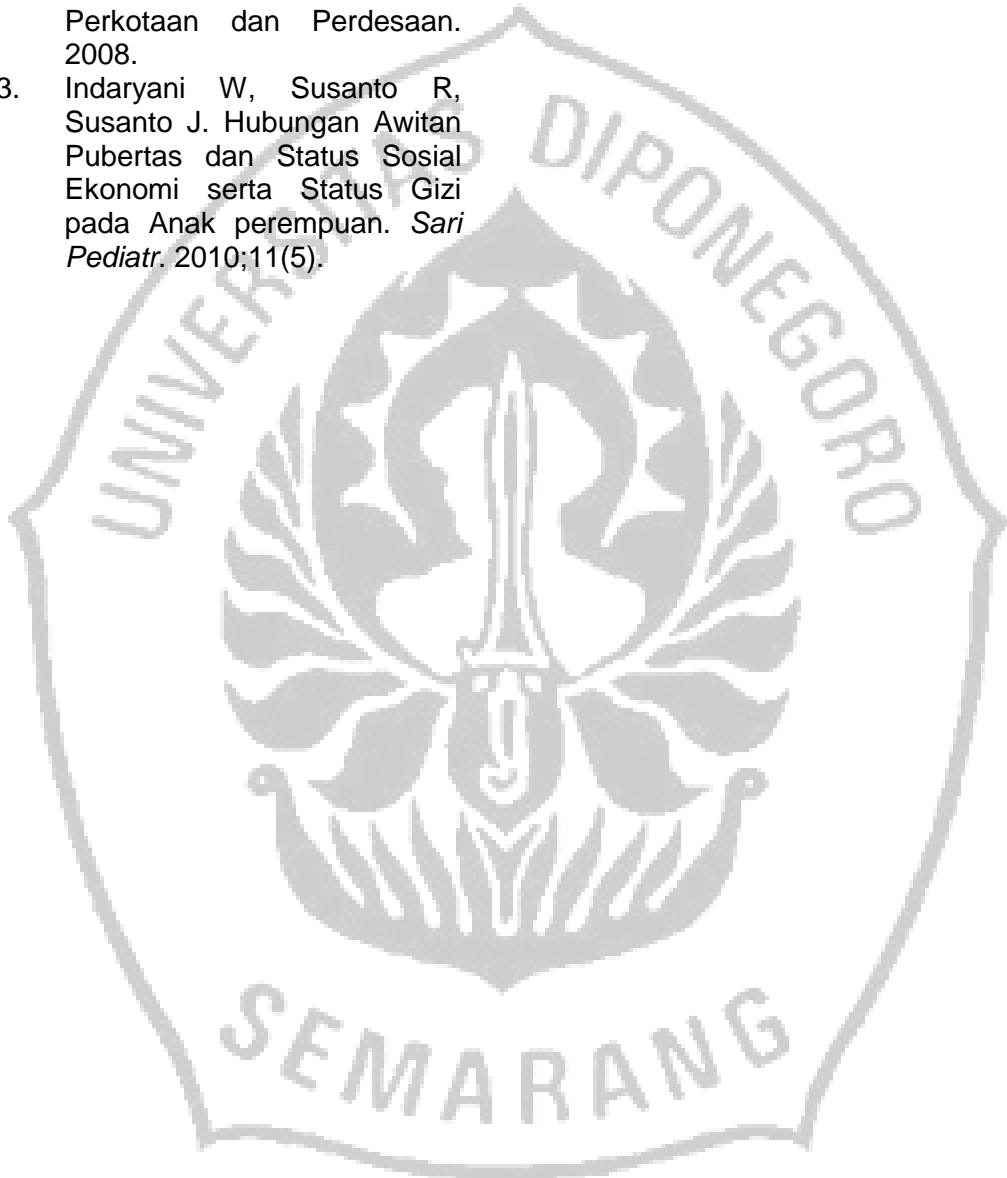 Perkotaan dan Perdesaan.
2008.
3. Indaryani W, Susanto R,
Susanto J. Hubungan Awitan
Pubertas dan Status Sosial
Ekonomi serta Status Gizi
pada Anak perempuan. Sari
Pediatr. 2010;11(5).
UNIVERSITAS DIPONEGORO
SEMARANG